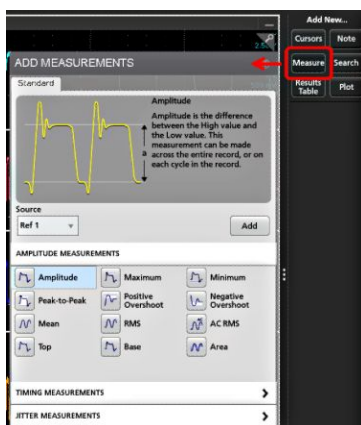 Add New...
Cursors Note
ADD MEASUREMENTS
Measure Search
Standard
Results Table Plot
Amplitude
Amplitude is the difference
between the High value and
the Low value. This
measurement can be made
across the entire record, or on
each cycle in the record.
a
Source
Ref 1
Add
AMPLITUDE MEASUREMENTS
Amplitude Maximum Minimum
Peak-to-Peak Positive Overshoot Negative Overshoot
Mean RMS AC RMS
Top Base Area
TIMING MEASUREMENTS
JITTER MEASUREMENTS